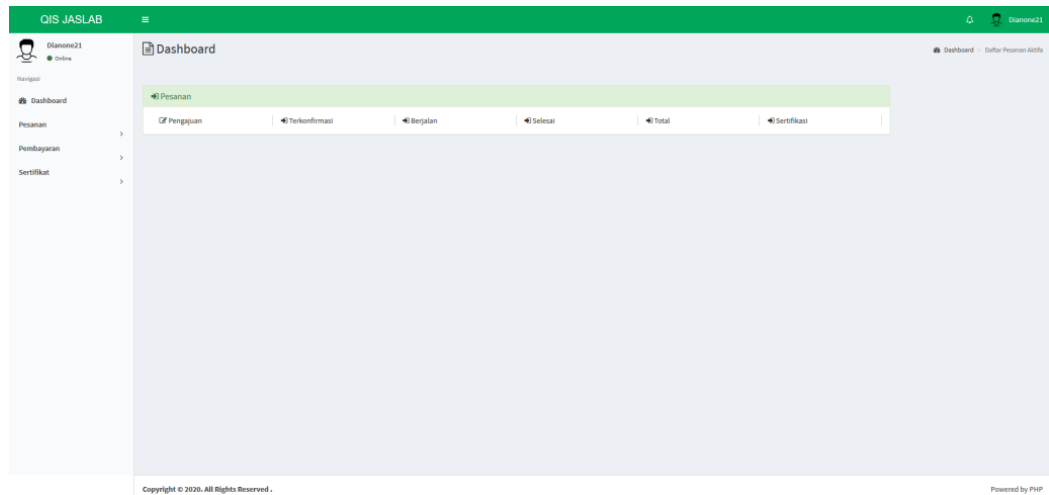 QIS JASLAB
Dianone21
Dianone21
Online
Navigasi
Dashboard
Pesanan
Pembayaran
Sertifikat
Dashboard
Dashboard > Daftar Pesanan Aktifa
Pesanan
Pengajuan Terkonfirmasi Berjalan Selesai Total Sertifikasi
Copyright © 2020. All Rights Reserved .
Powered by PHP